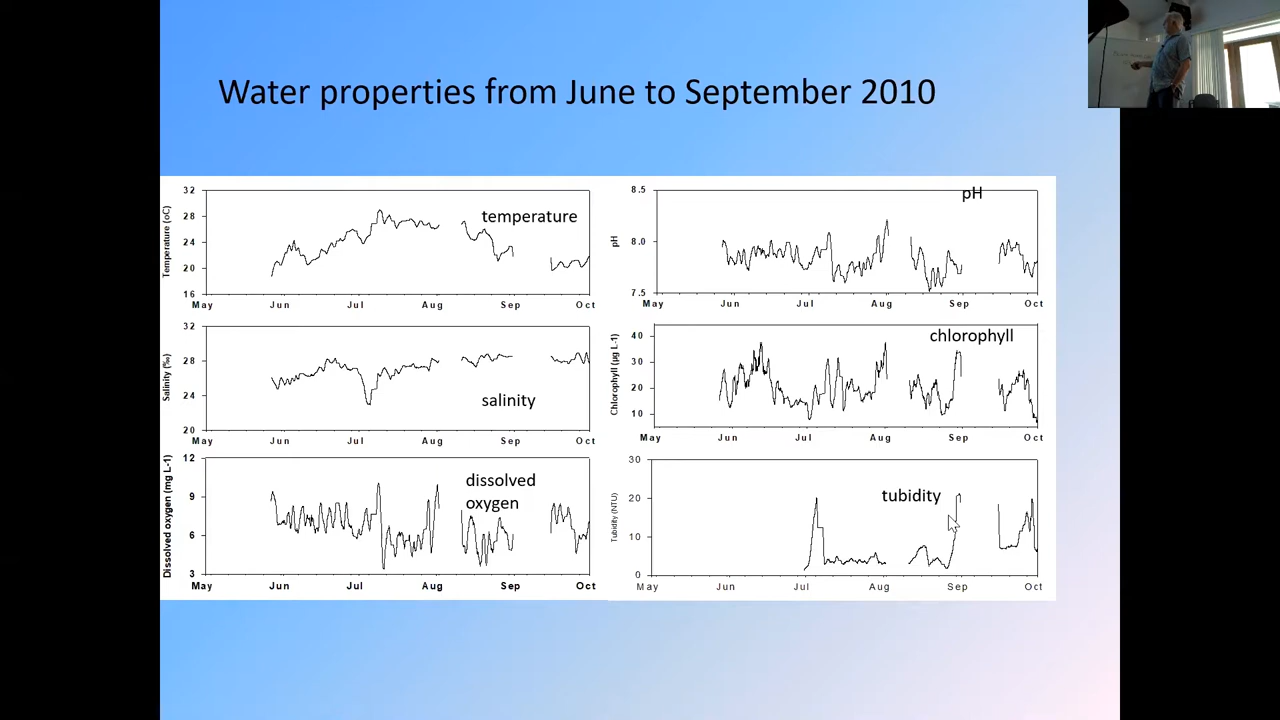 Water properties from June to September 2010
32
28
24
20
16
Temperature (oC)
temperature
May Jun Jul Aug Sep Oct
8.5
8.0
7.5
pH
pH
May Jun Jul Aug Sep Oct
32
28
24
20
Salinity (‰)
salinity
May Jun Jul Aug Sep Oct
40
30
20
10
Chlorophyll (µg L-1)
chlorophyll
May Jun Jul Aug Sep Oct
12
9
6
3
Dissolved oxygen (mg L-1)
dissolved
oxygen
May Jun Jul Aug Sep Oct
30
20
10
0
Tubidity (NTU)
tubidity
May Jun Jul Aug Sep Oct